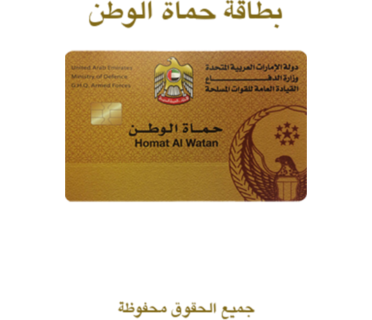 بطاقة حماة الوطن
United Arab Emirates
Ministry of Defence
G.H.Q. Armed Forces
دولة الإمارات العربية المتحدة
وزارة الدفاع
القيادة العامة للقوات المسلحة
حماة الوطن
Homat Al Watan
جميع الحقوق محفوظة